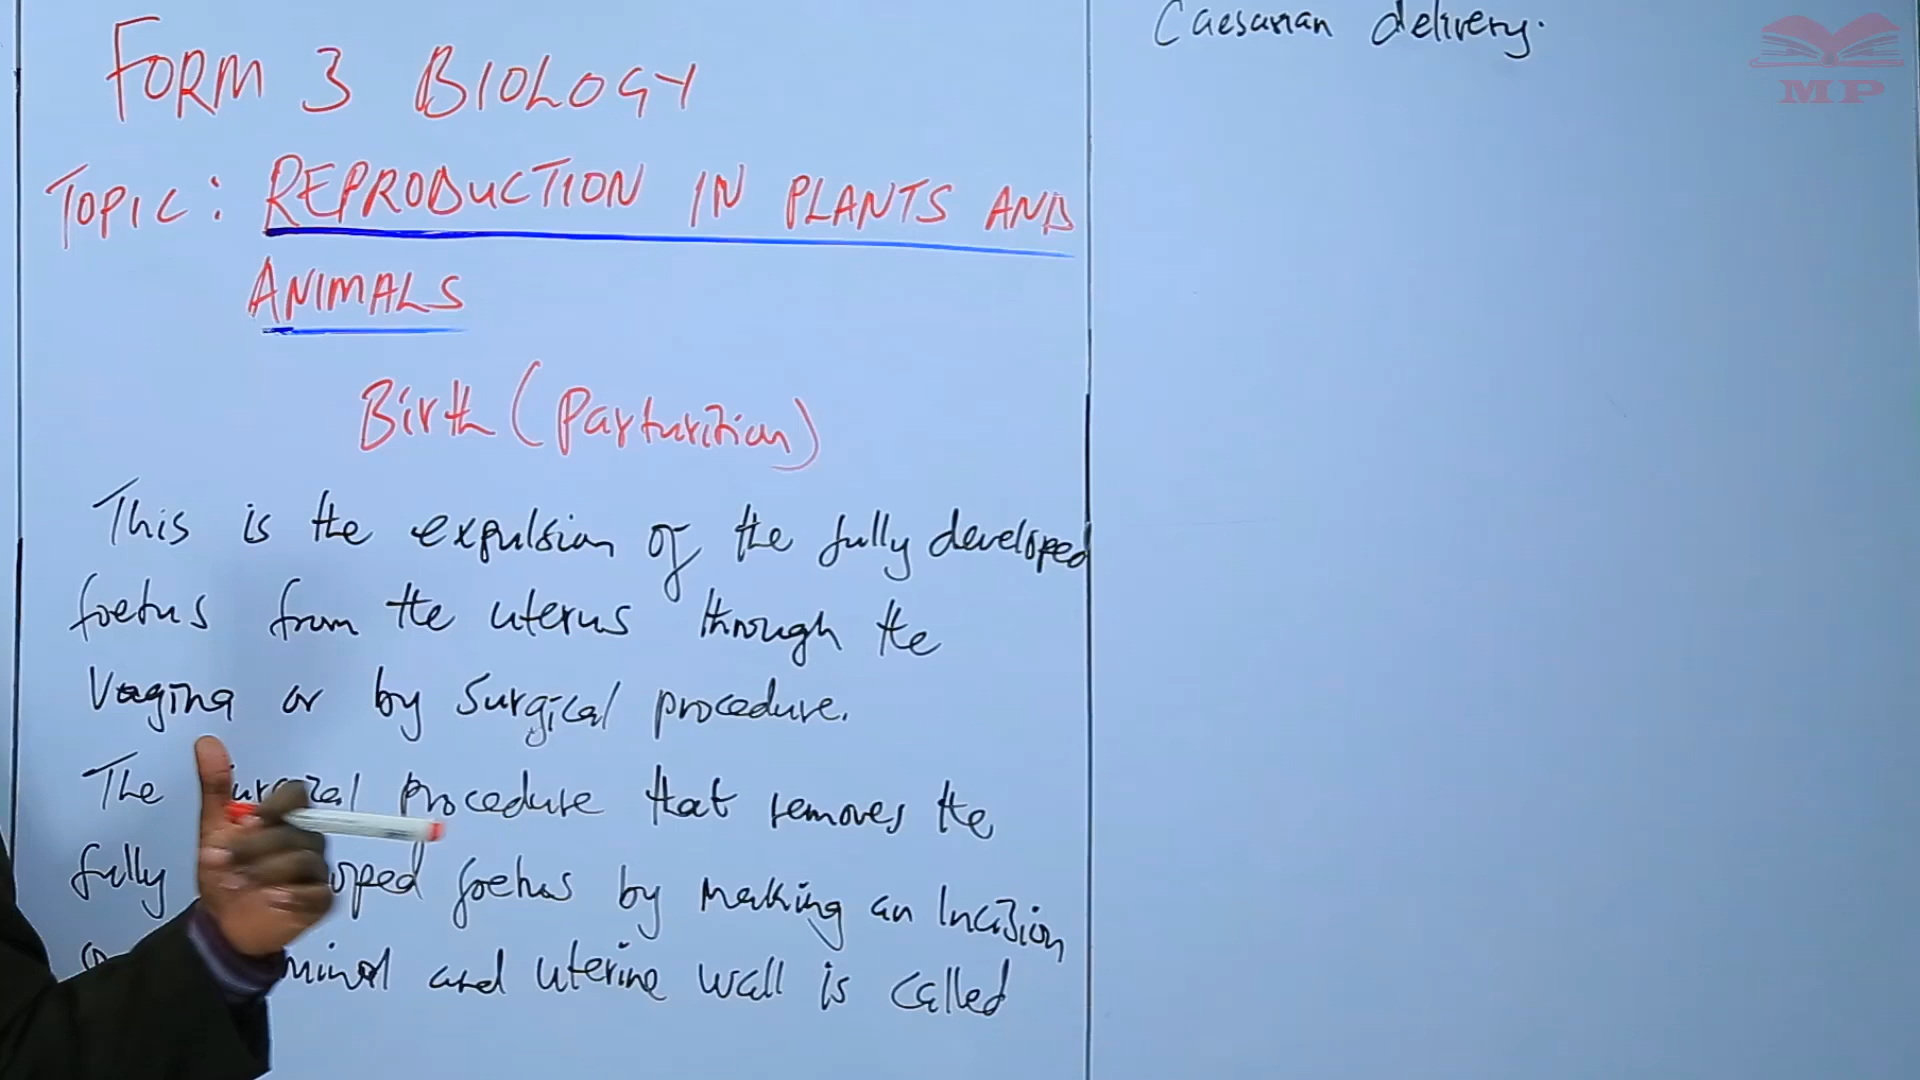 FORM 3 BIOLOGY
TOPIC: REPRODUCTION IN PLANTS AND
ANIMALS
Birth (Parturition)
This is the expulsion of the fully developed
foetus from the uterus through the
Vagina or by Surgical procedure.
The procedure that removes the
fully foetus by making an Incision
and uterine wall is called
Caesarian delivery.
MP